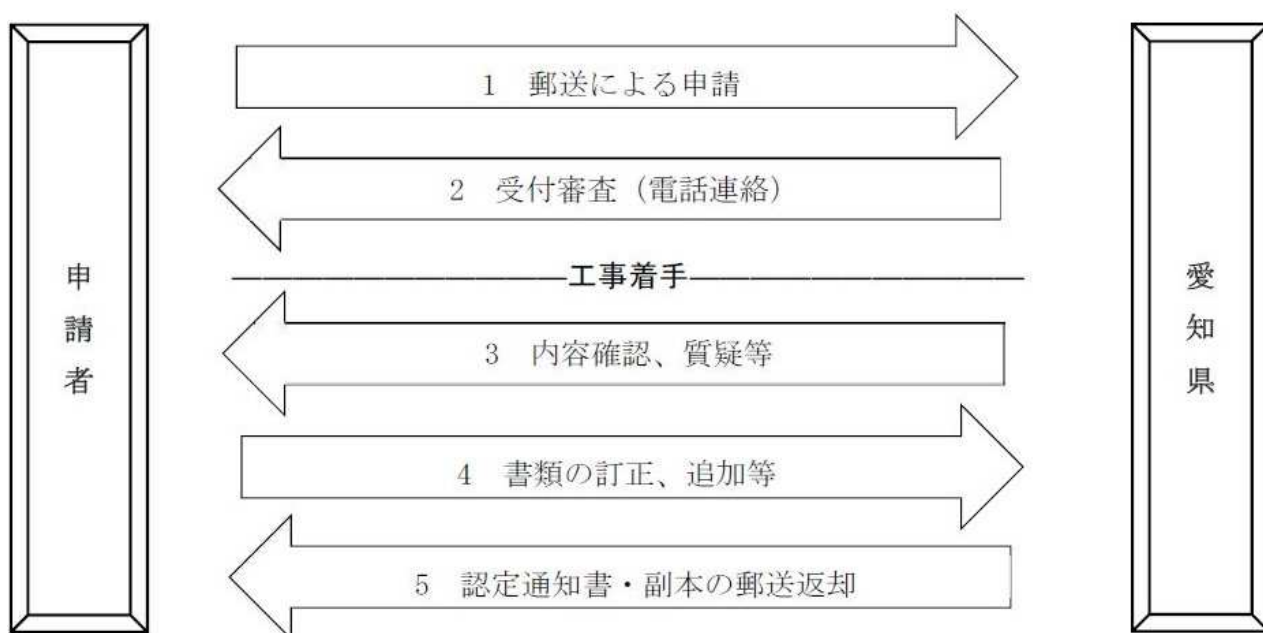 1　郵送による申請
2　受付審査（電話連絡）
申請者
―――――――――――工事着手―――――――――――
愛知県
3　内容確認、質疑等
4　書類の訂正、追加等
5　認定通知書・副本の郵送返却